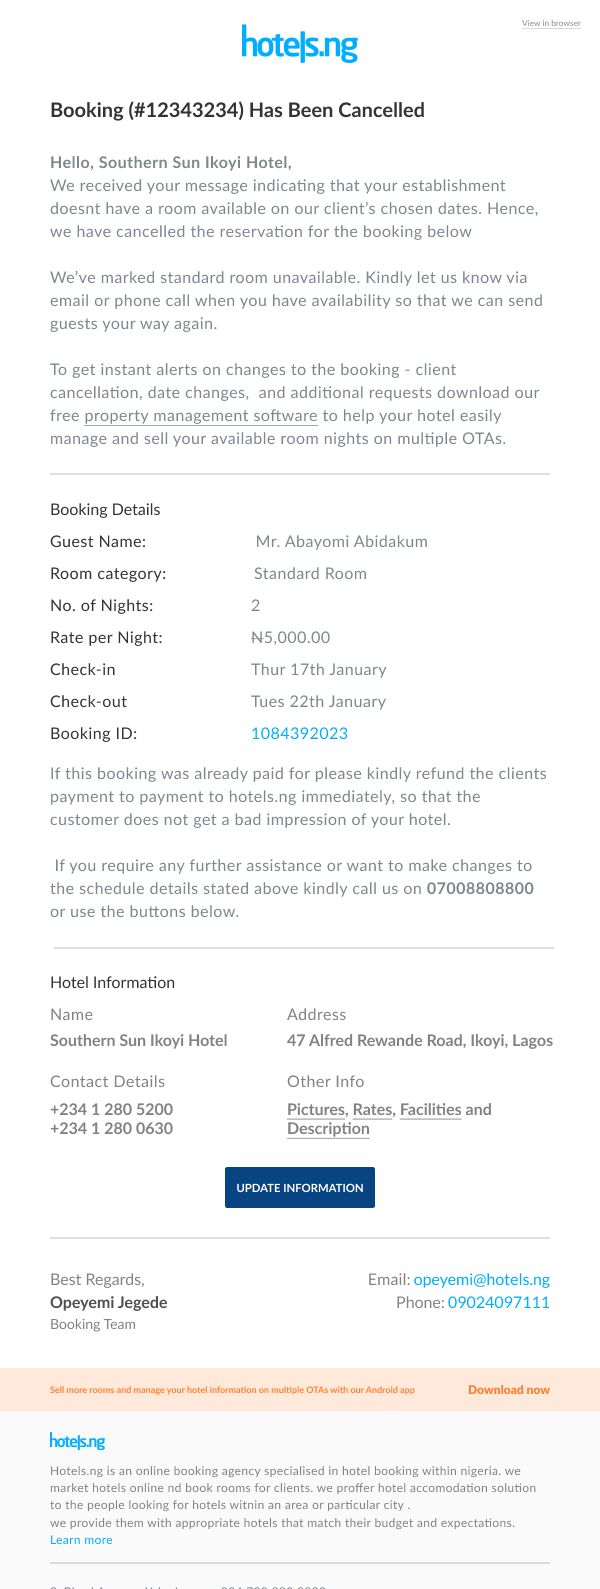 View in browser
hotels.ng
Booking (#12343234) Has Been Cancelled
Hello, Southern Sun Ikoyi Hotel,
We received your message indicating that your establishment
doesnt have a room available on our client’s chosen dates. Hence,
we have cancelled the reservation for the booking below
We’ve marked standard room unavailable. Kindly let us know via
email or phone call when you have availability so that we can send
guests your way again.
To get instant alerts on changes to the booking - client
cancellation, date changes,  and additional requests download our
free property management software to help your hotel easily
manage and sell your available room nights on multiple OTAs.
Booking Details
Guest Name: Mr. Abayomi Abidakum
Room category: Standard Room
No. of Nights: 2
Rate per Night: ₦5,000.00
Check-in Thur 17th January
Check-out Tues 22th January
Booking ID: 1084392023
If this booking was already paid for please kindly refund the clients
payment to payment to hotels.ng immediately, so that the
customer does not get a bad impression of your hotel.
If you require any further assistance or want to make changes to
the schedule details stated above kindly call us on 07008808800
or use the buttons below.
Hotel Information
Name Address
Southern Sun Ikoyi Hotel 47 Alfred Rewande Road, Ikoyi, Lagos
Contact Details Other Info
+234 1 280 5200 Pictures, Rates, Facilities and
+234 1 280 0630 Description
UPDATE INFORMATION
Best Regards, Email: opeyemi@hotels.ng
Opeyemi Jegede Phone: 09024097111
Booking Team
Sell more rooms and manage your hotel information on multiple OTAs with our Android app Download now
hotels.ng
Hotels.ng is an online booking agency specialised in hotel booking within nigeria. we
market hotels online nd book rooms for clients. we proffer hotel accomodation solution
to the people looking for hotels witnin an area or particular city .
we provide them with appropriate hotels that match their budget and expectations.
Learn more